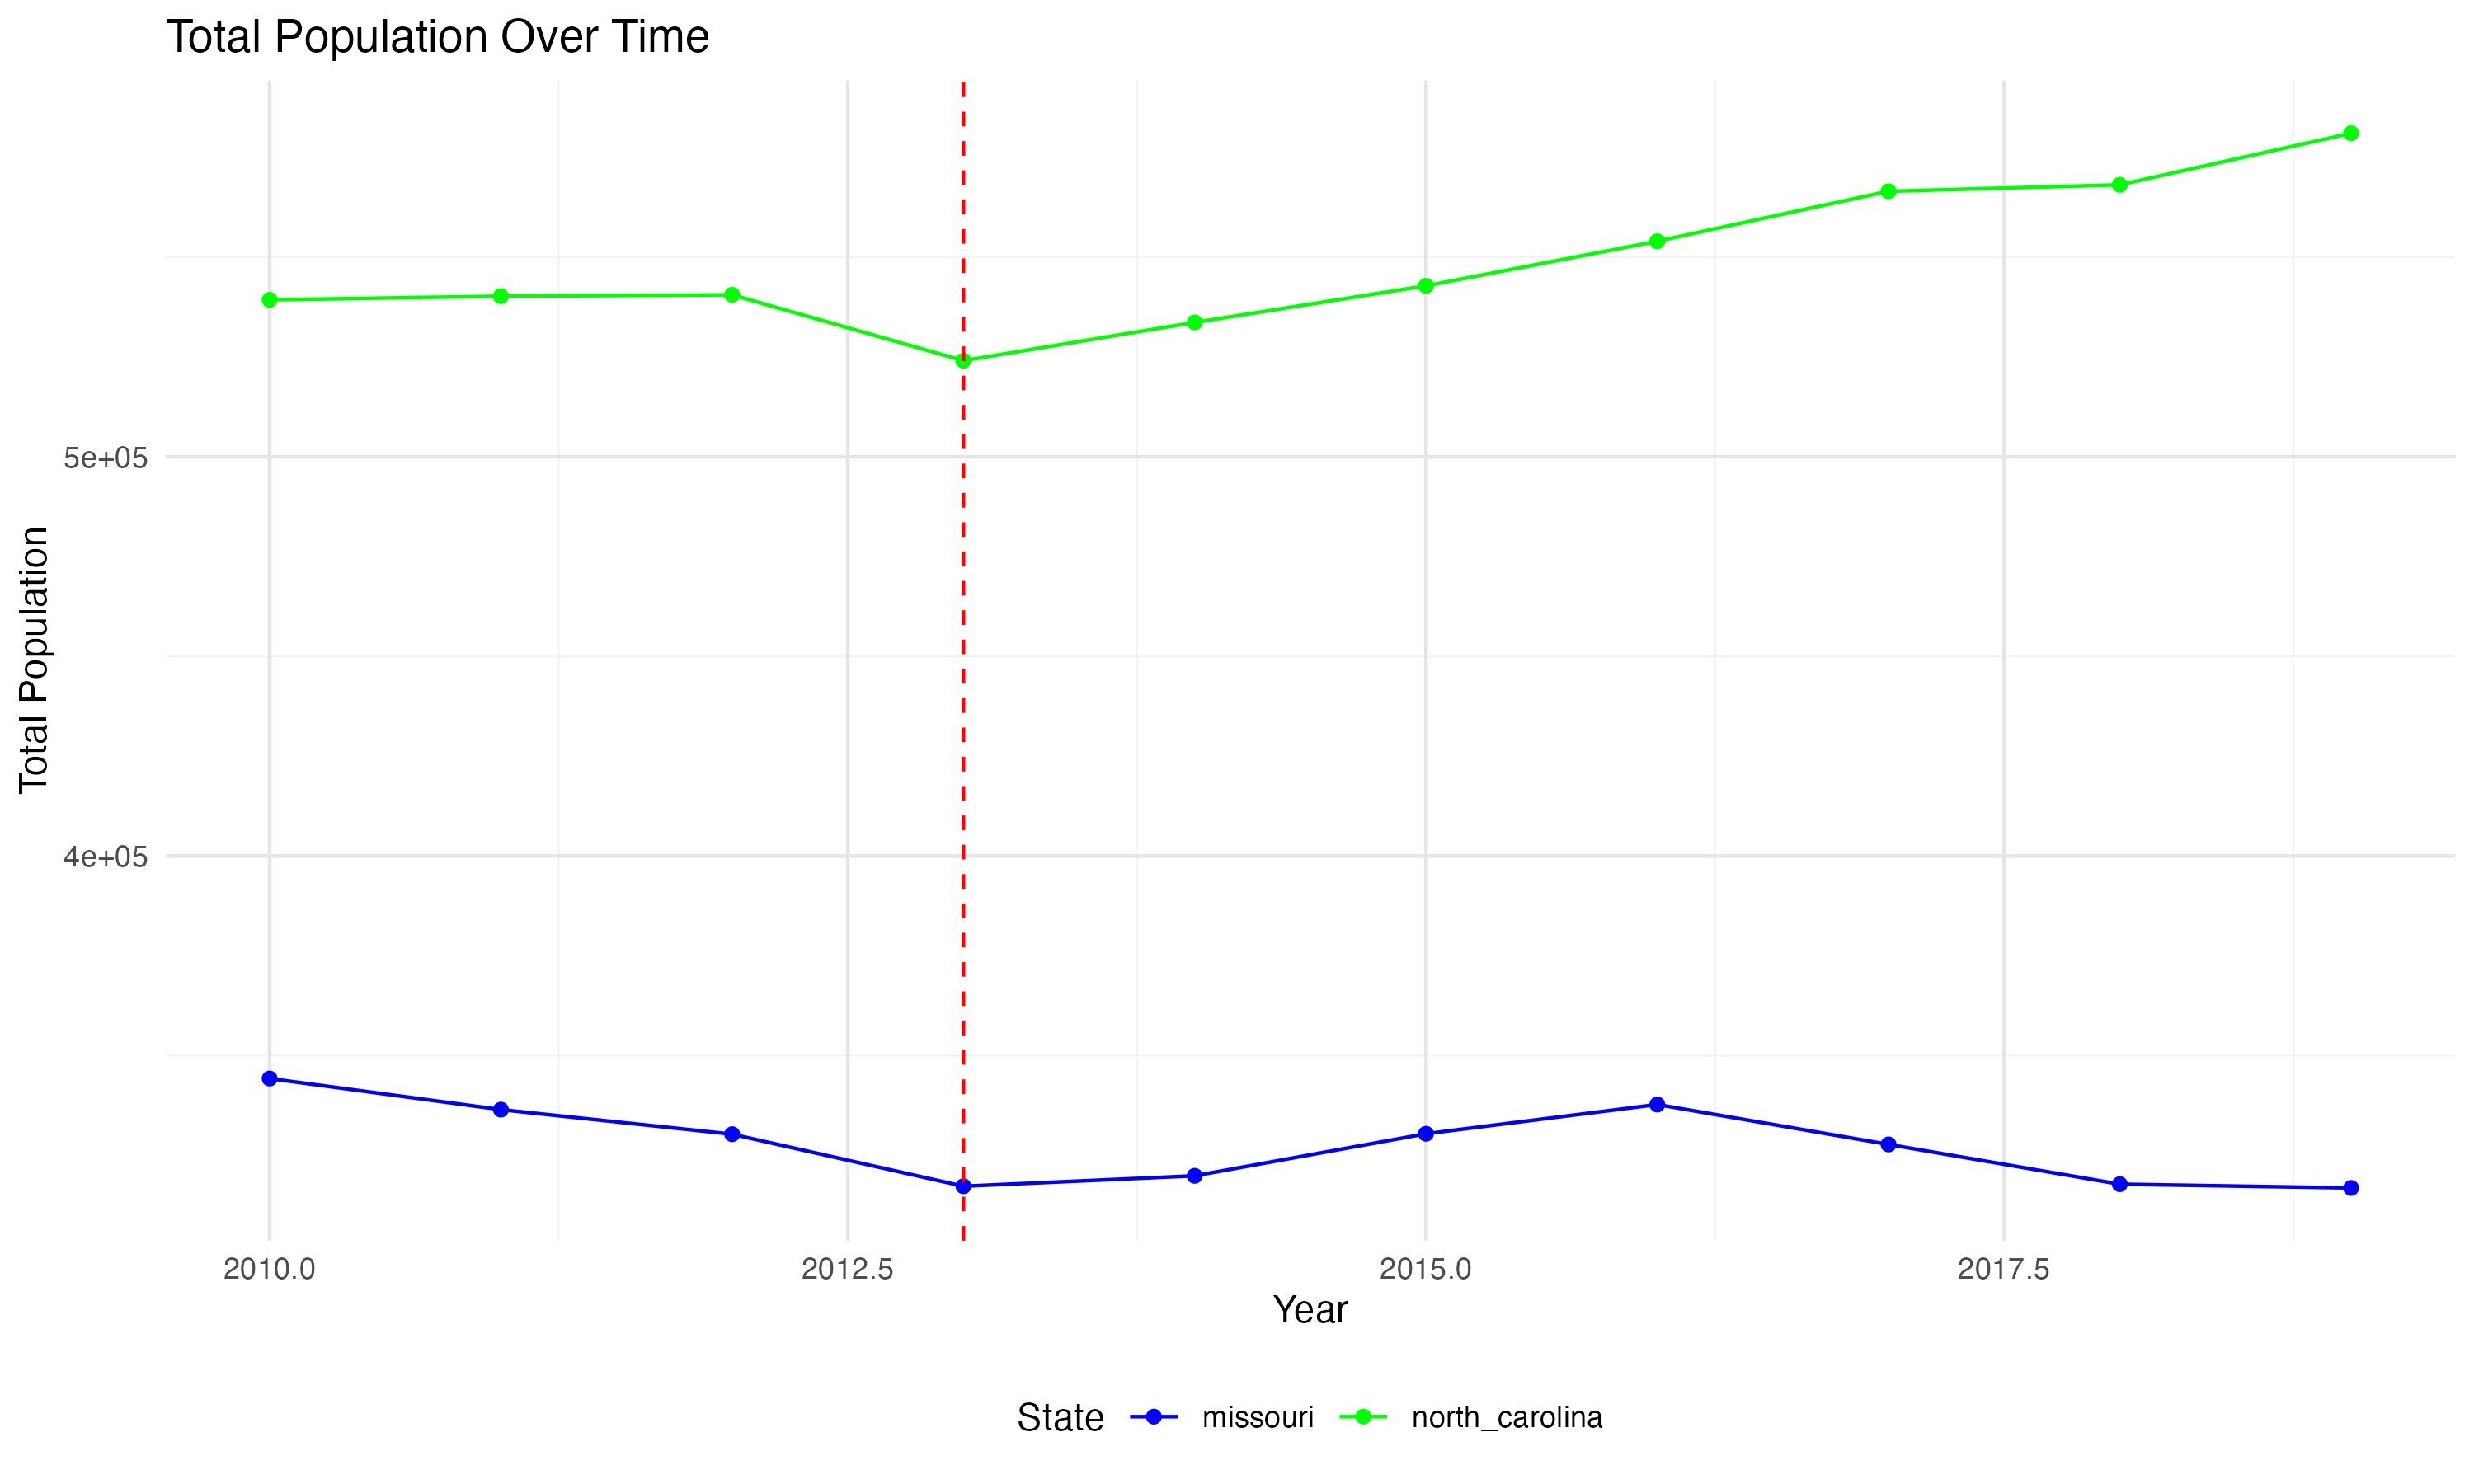 Total Population Over Time
Total Population
5e+05
4e+05
2010.0 2012.5 2015.0 2017.5
Year
State missouri north_carolina